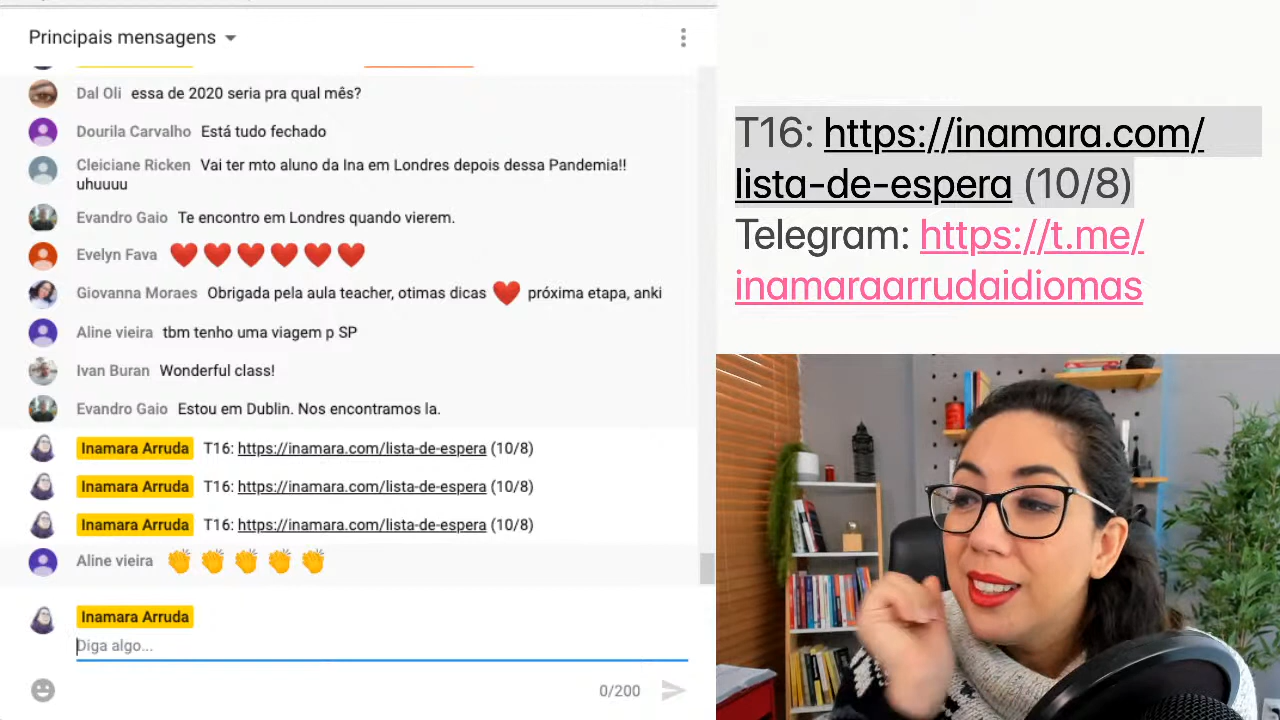 Principais mensagens
Dal Oli essa de 2020 seria pra qual mês?
Dourila Carvalho Está tudo fechado
Cleiciane Ricken Vai ter mto aluno da Ina em Londres depois dessa Pandemia!!
uhuuuu
Evandro Gaio Te encontro em Londres quando vierem.
Evelyn Fava ❤️❤️❤️❤️❤️❤️
Giovanna Moraes Obrigada pela aula teacher, otimas dicas ❤️ próxima etapa, anki
Aline vieira tbm tenho uma viagem p SP
Ivan Buran Wonderful class!
Evandro Gaio Estou em Dublin. Nos encontramos la.
Inamara Arruda T16: https://inamara.com/lista-de-espera (10/8)
Inamara Arruda T16: https://inamara.com/lista-de-espera (10/8)
Inamara Arruda T16: https://inamara.com/lista-de-espera (10/8)
Aline vieira 👏👏👏👏👏
Inamara Arruda
Diga algo...
0/200
T16: https://inamara.com/
lista-de-espera (10/8)
Telegram: https://t.me/
inamaraarrudaidiomas